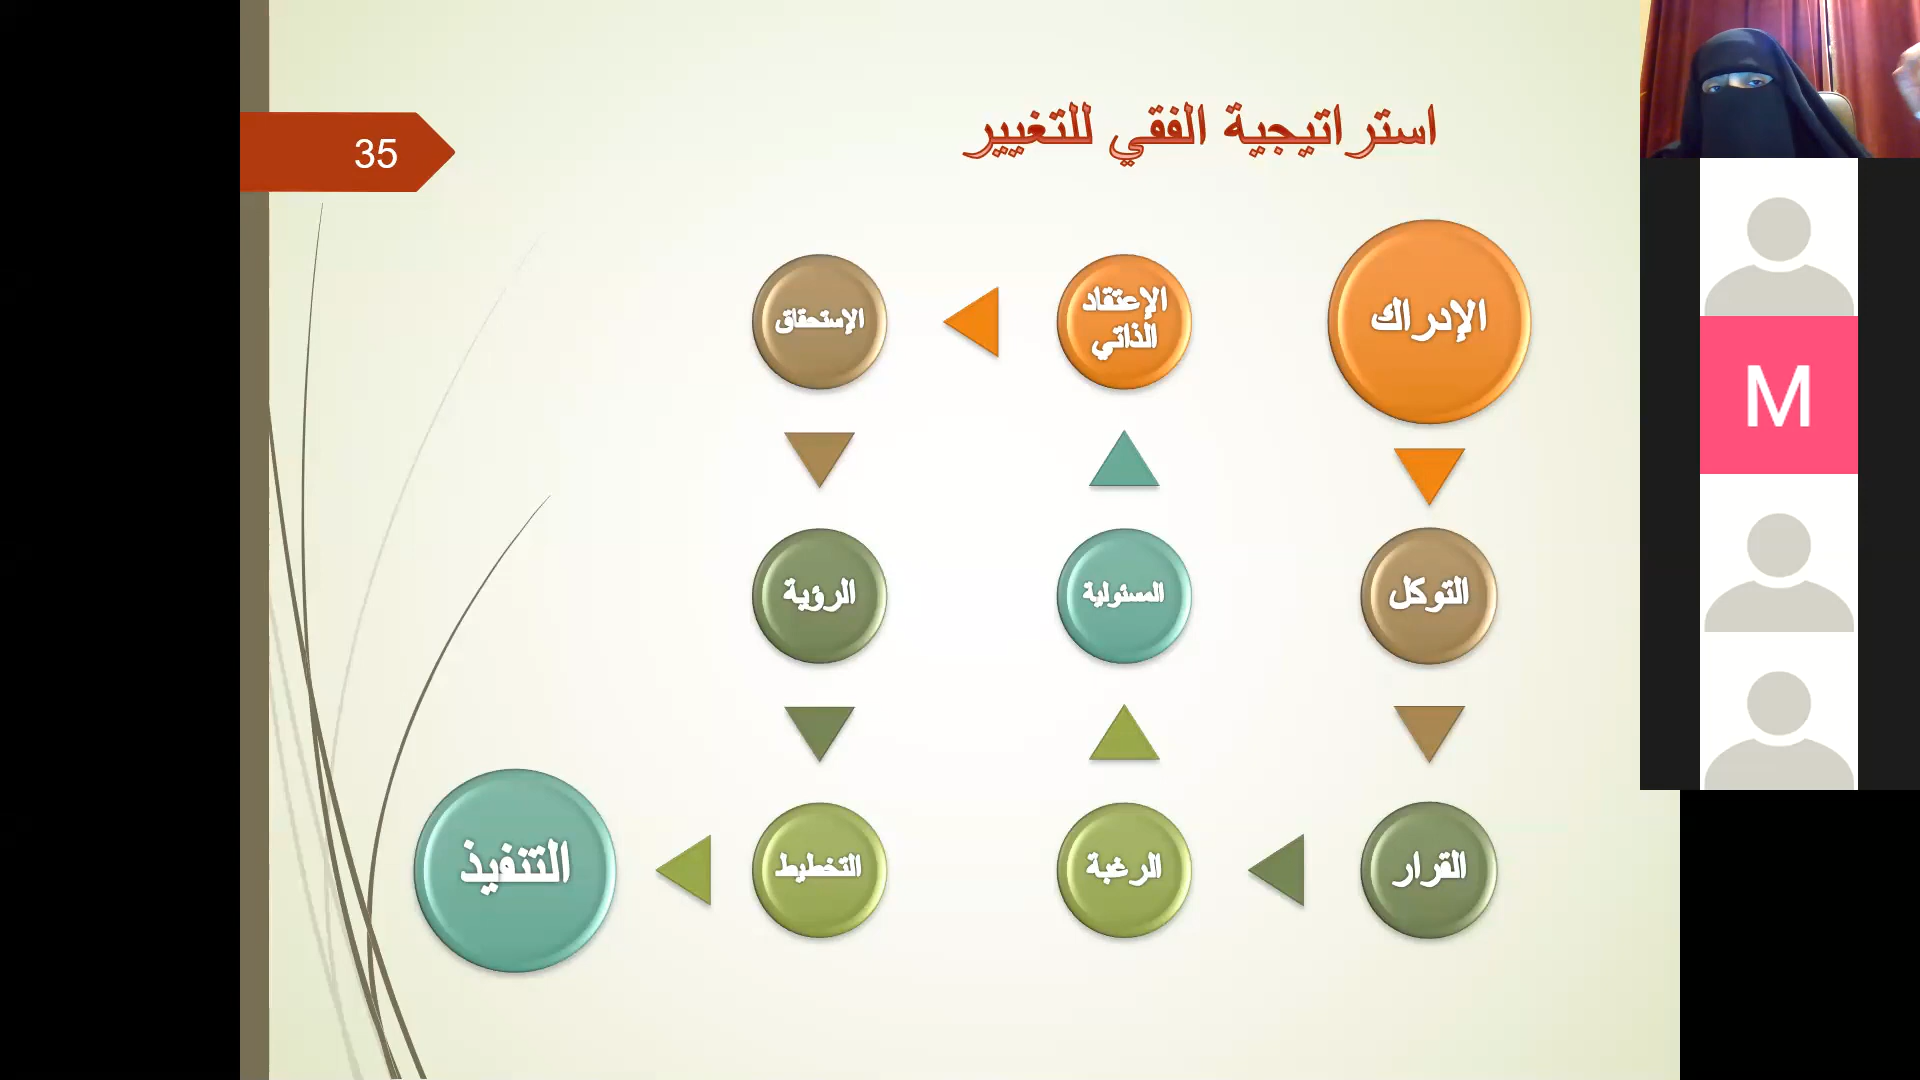 35
استراتيجية الفقي للتغيير
الإدراك
التوكل
القرار
الرغبة
المسئولية
الإعتقاد
الذاتي
الإستحقاق
الرؤية
التخطيط
التنفيذ
M